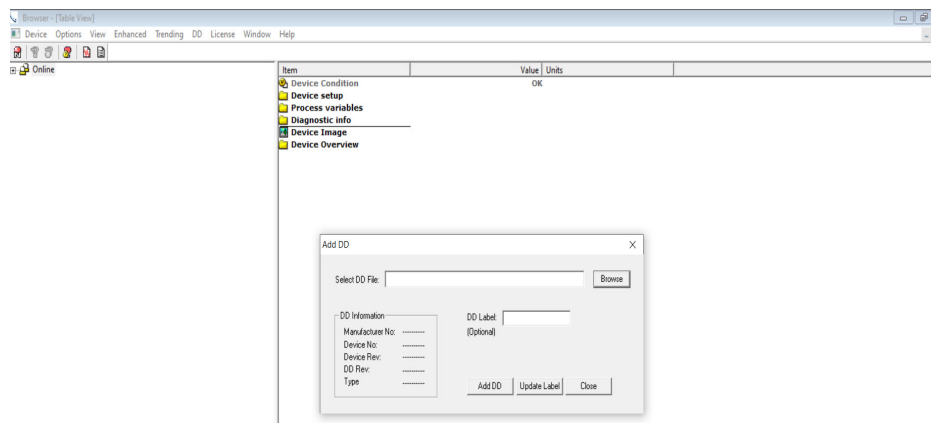 Browser - [Table View]
Device Options View Enhanced Trending DD License Window Help
Online
Item Value Units
Device Condition OK
Device setup
Process variables
Diagnostic info
Device Image
Device Overview
Add DD
Select DD File: Browse
DD Information
Manufacturer No: ----------
Device No: ----------
Device Rev: ----------
DD Rev: ----------
Type ----------
DD Label:
(Optional)
Add DD Update Label Close